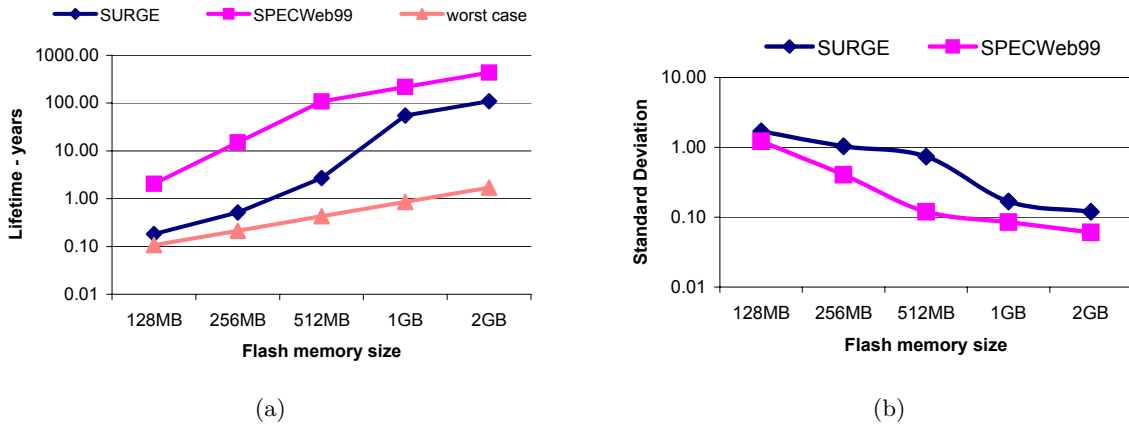 SURGE SPECWeb99 worst case
Lifetime - years
1000.00
100.00
10.00
1.00
0.10
0.01
128MB 256MB 512MB 1GB 2GB
Flash memory size
(a)
SURGE SPECWeb99
Standard Deviation
10.00
1.00
0.10
0.01
128MB 256MB 512MB 1GB 2GB
Flash memory size
(b)